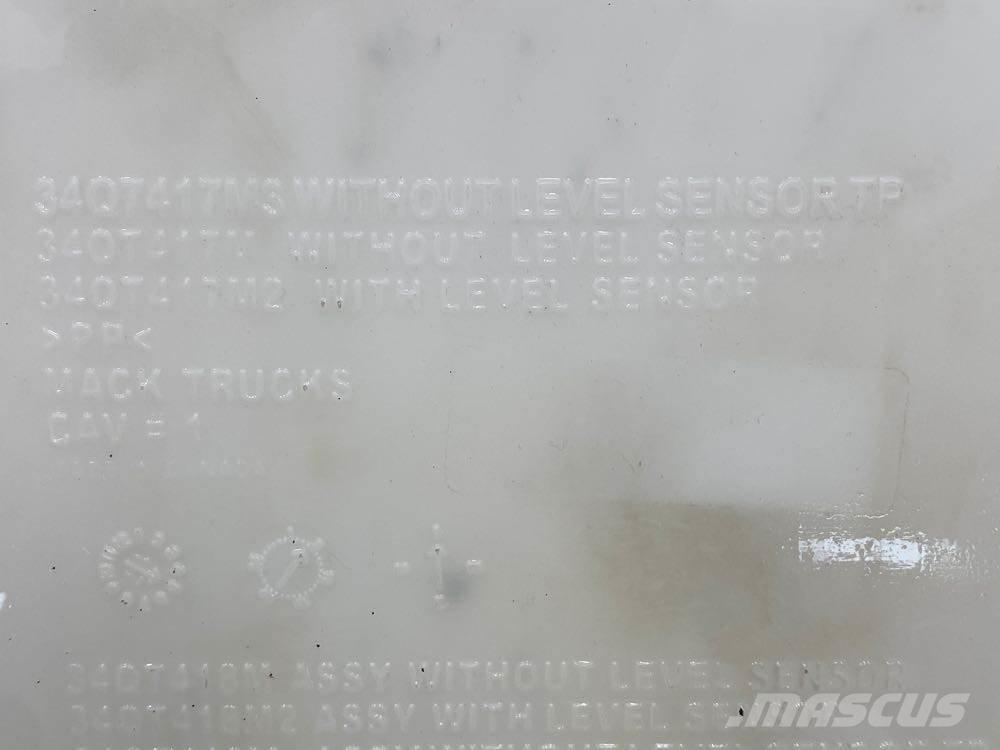 34QT417M3 WITHOUT LEVEL SENSOR TP
34QT417M WITHOUT LEVEL SENSOR
34QT417M2 WITH LEVEL SENSOR
>PP<
MACK TRUCKS
CAV # 1
34QT418M ASSY WITHOUT LEVEL SENSOR
34QT418M2 ASSY WITH LEVEL
MASCUS